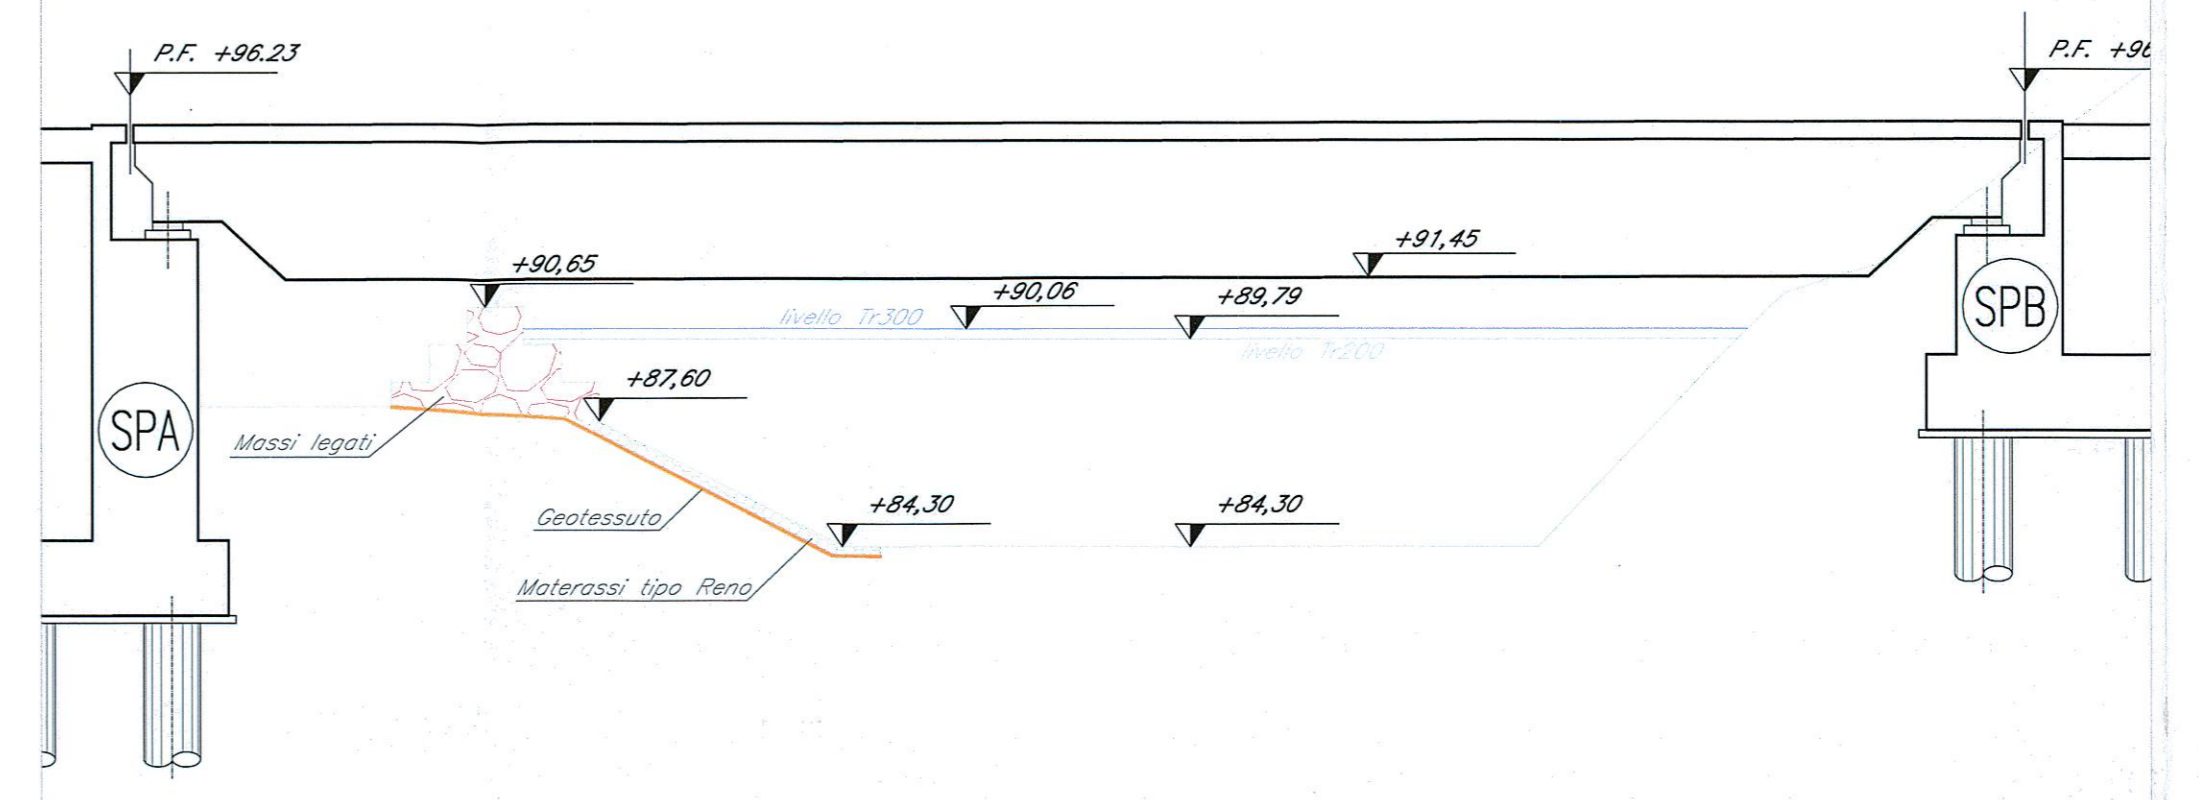 P.F. +96.23
P.F. +96
+91,45
+90,65
+90,06
+89,79
livello Tr300
livello Tr200
SPB
+87,60
SPA
Massi legati
+84,30
+84,30
Geotessuto
Materassi tipo Reno